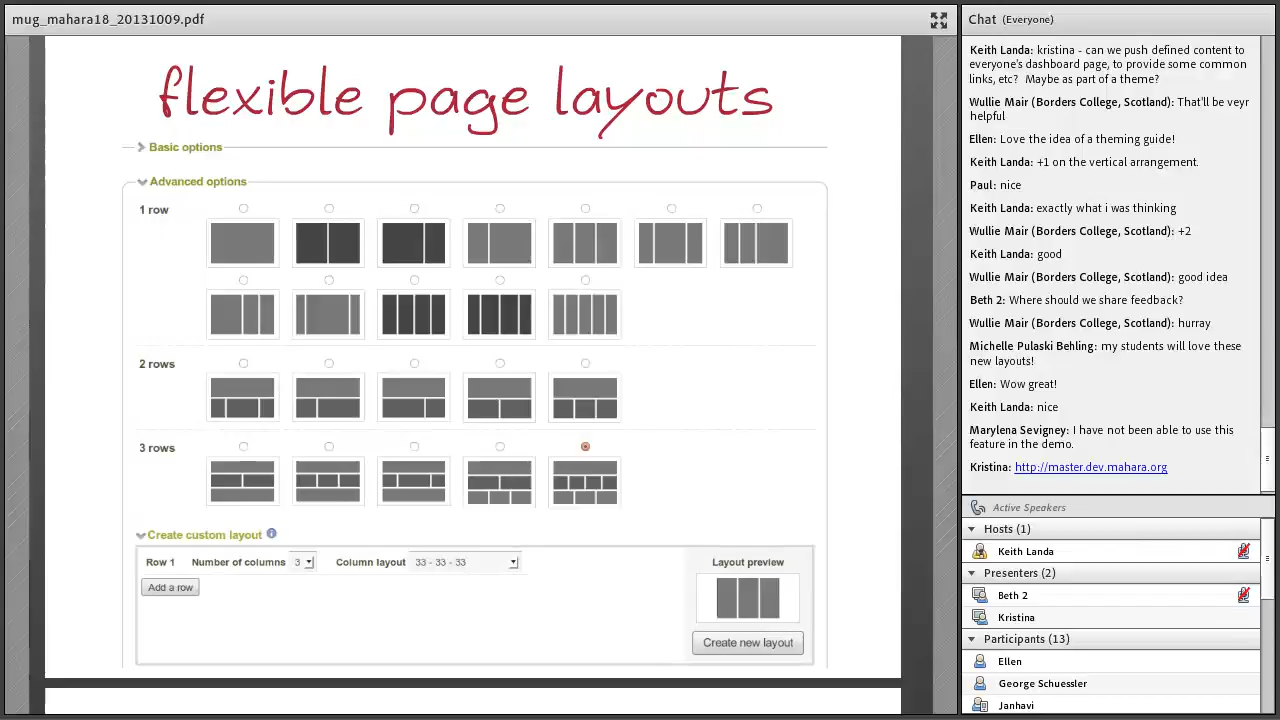 mug_mahara18_20131009.pdf
flexible page layouts
Basic options
Advanced options
1 row
2 rows
3 rows
Create custom layout
Row 1 Number of columns 3 Column layout 33 - 33 - 33
Add a row
Layout preview
Create new layout
Chat (Everyone)
Keith Landa: kristina - can we push defined content to
everyone's dashboard page, to provide some common
links, etc? Maybe as part of a theme?
Wullie Mair (Borders College, Scotland): That'll be veyr
helpful
Ellen: Love the idea of a theming guide!
Keith Landa: +1 on the vertical arrangement.
Paul: nice
Keith Landa: exactly what i was thinking
Wullie Mair (Borders College, Scotland): +2
Keith Landa: good
Wullie Mair (Borders College, Scotland): good idea
Beth 2: Where should we share feedback?
Wullie Mair (Borders College, Scotland): hurray
Michelle Pulaski Behling: my students will love these
new layouts!
Ellen: Wow great!
Keith Landa: nice
Marylena Sevigney: I have not been able to use this
feature in the demo.
Kristina: http://master.dev.mahara.org
Active Speakers
Hosts (1)
Keith Landa
Presenters (2)
Beth 2
Kristina
Participants (13)
Ellen
George Schuessler
Janhavi